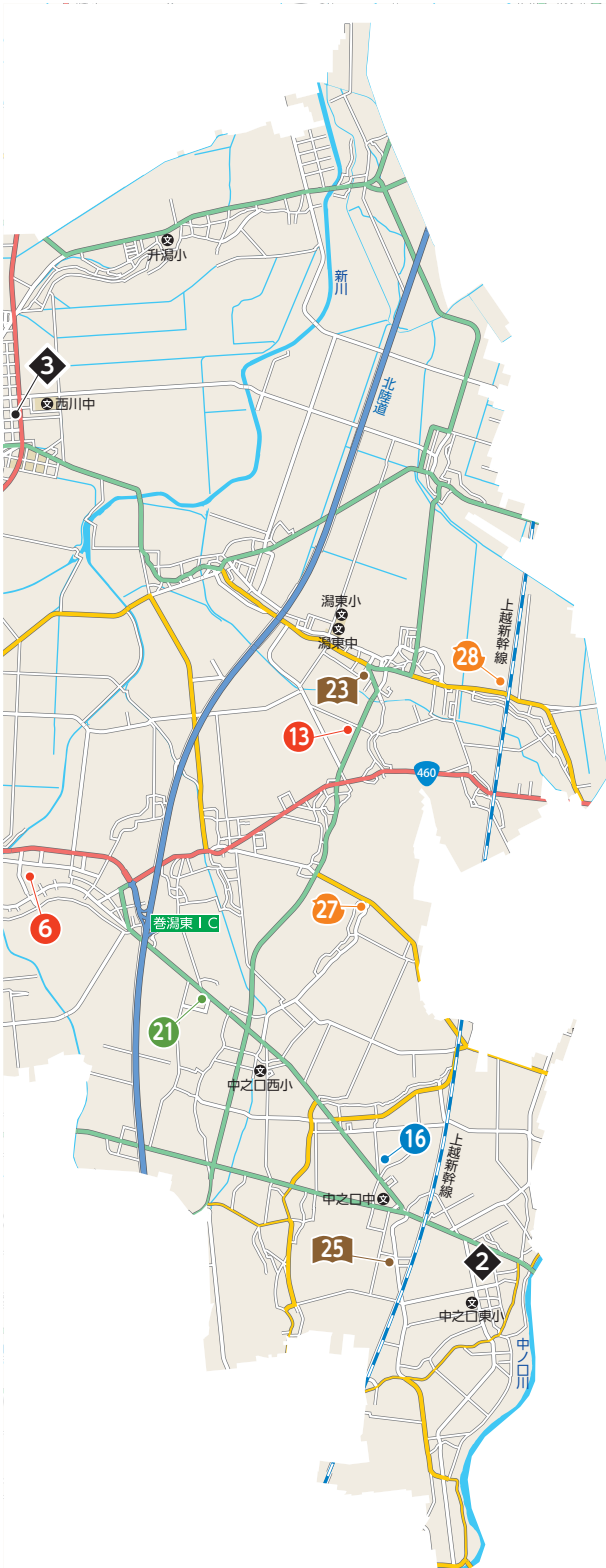 升潟小
新川
3
西川中
北陸道
潟東小
潟東中
上越新幹線
28
23
13
460
6
27
巻潟東IC
21
中之口西小
16
上越新幹線
中之口中
25
2
中之口東小
中ノ口川